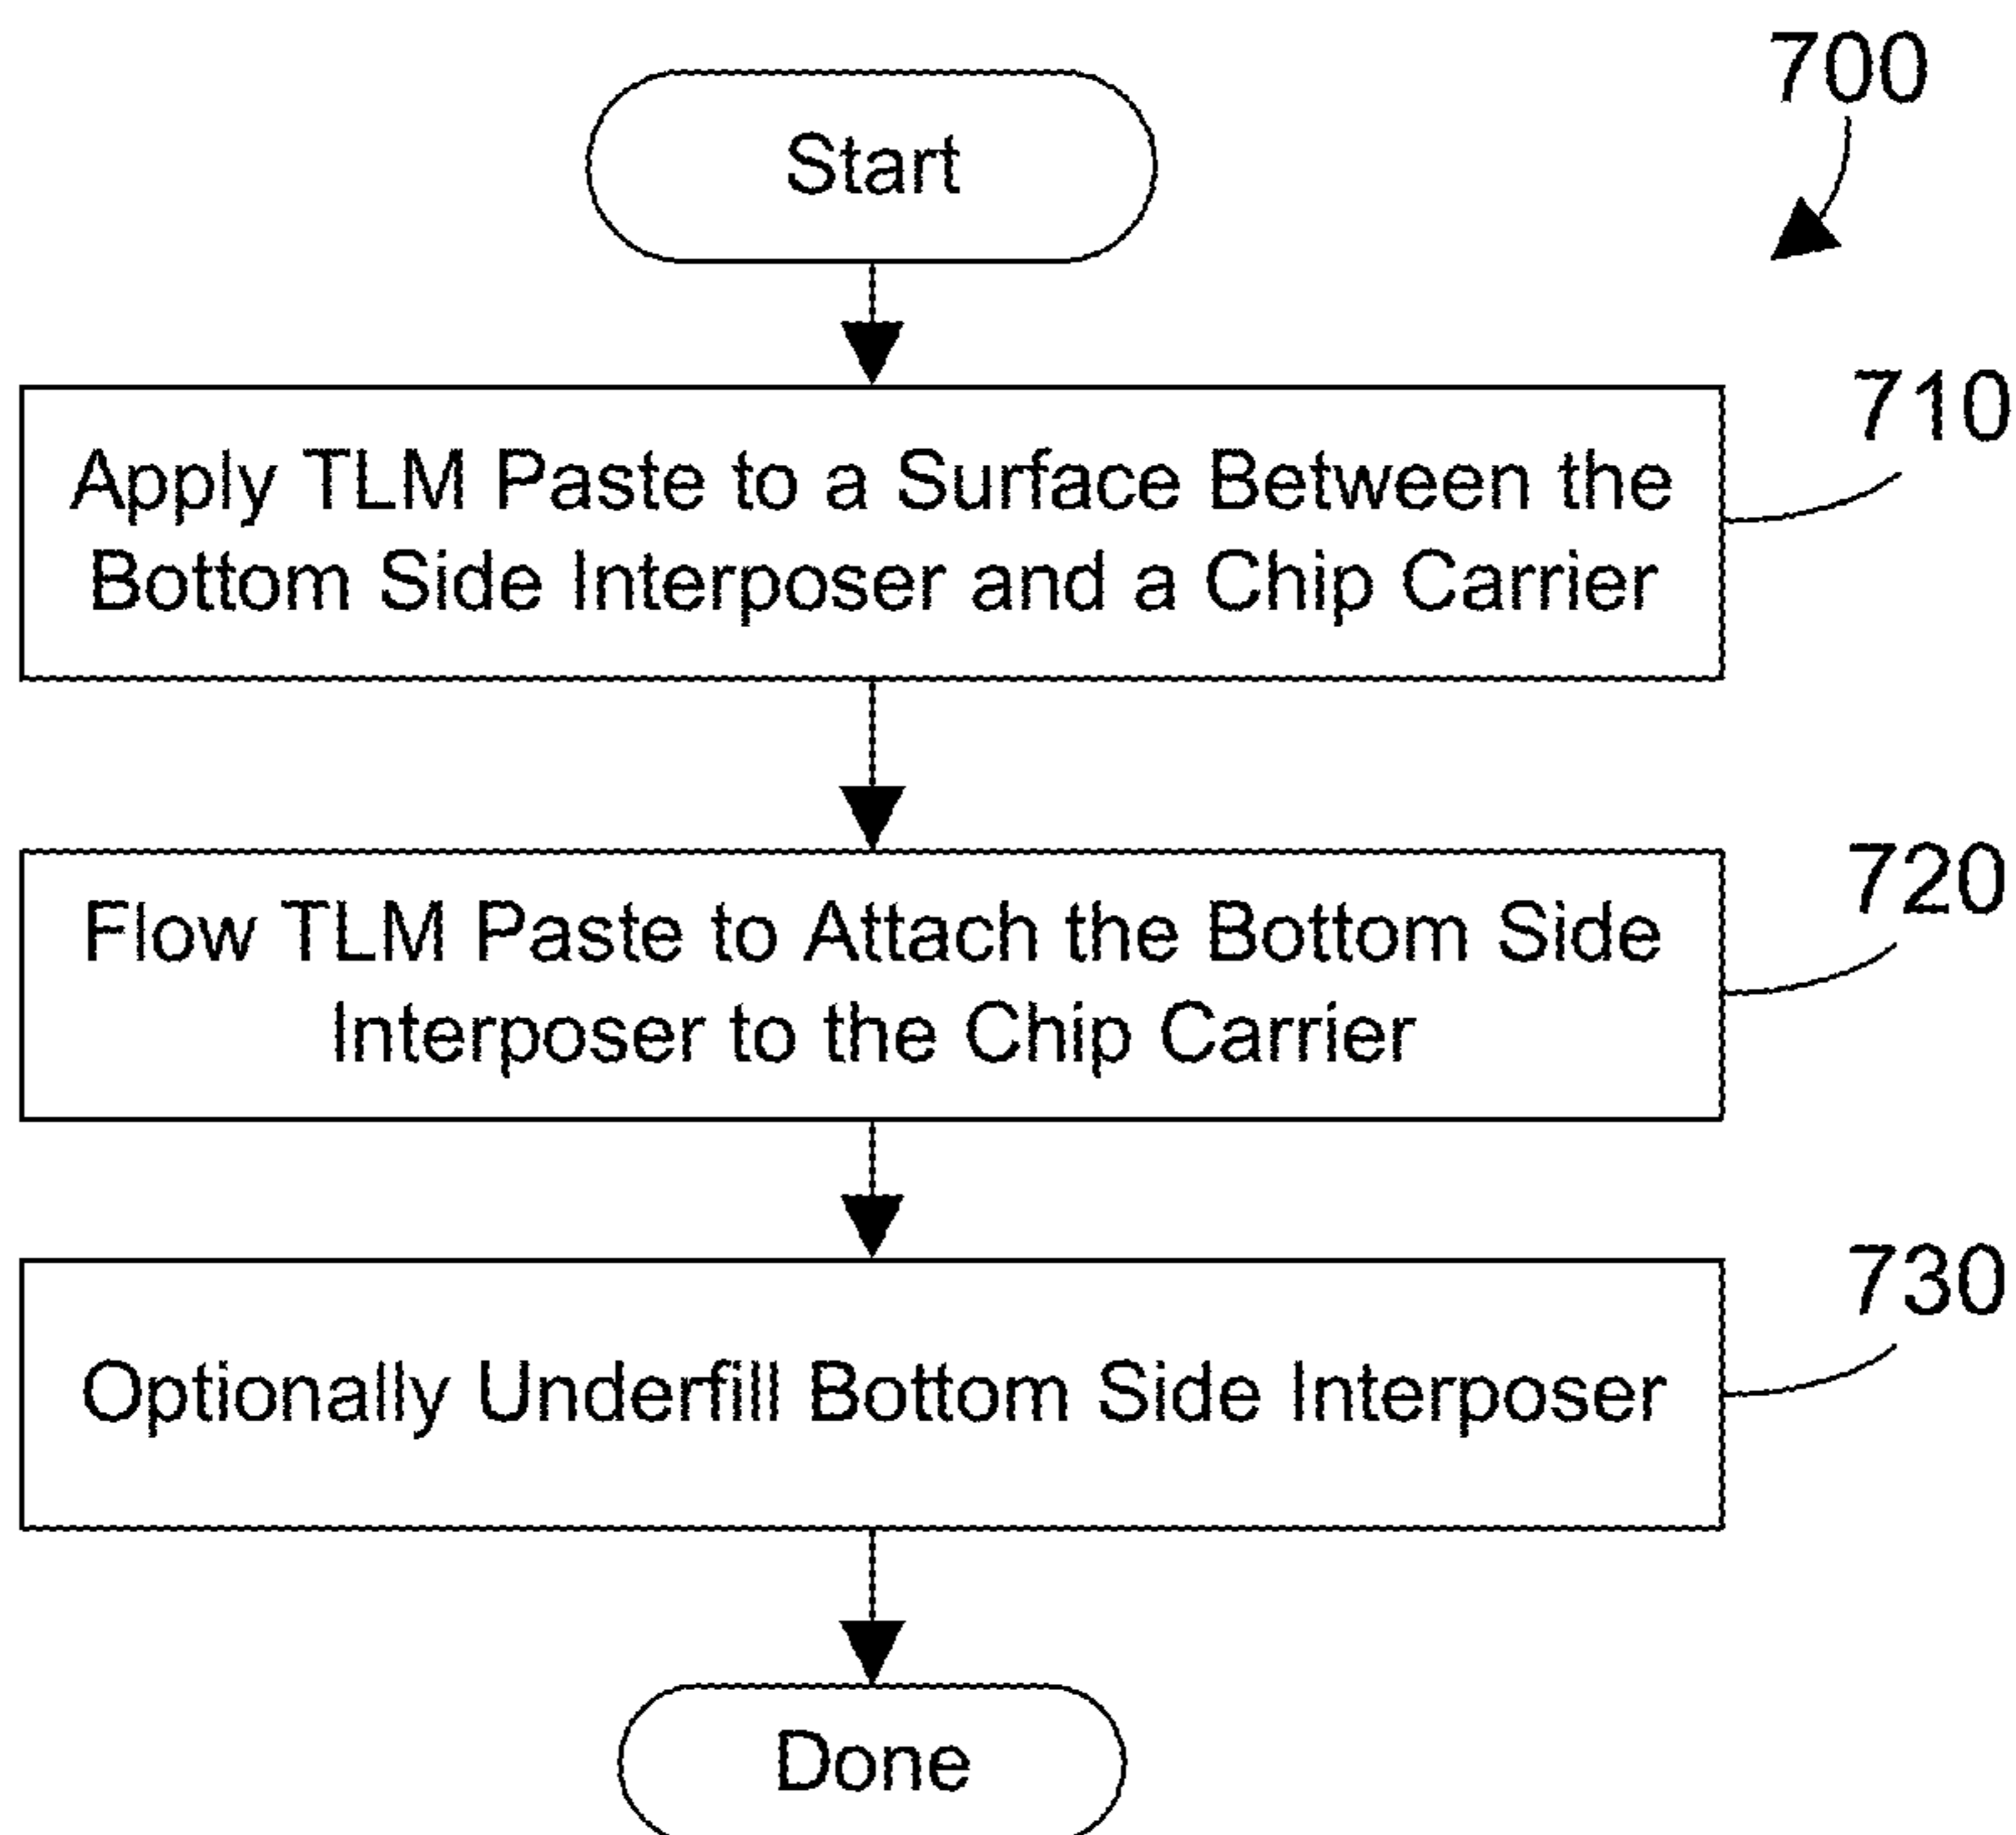 700
Start
710
Apply TLM Paste to a Surface Between the
Bottom Side Interposer and a Chip Carrier
720
Flow TLM Paste to Attach the Bottom Side
Interposer to the Chip Carrier
730
Optionally Underfill Bottom Side Interposer
Done